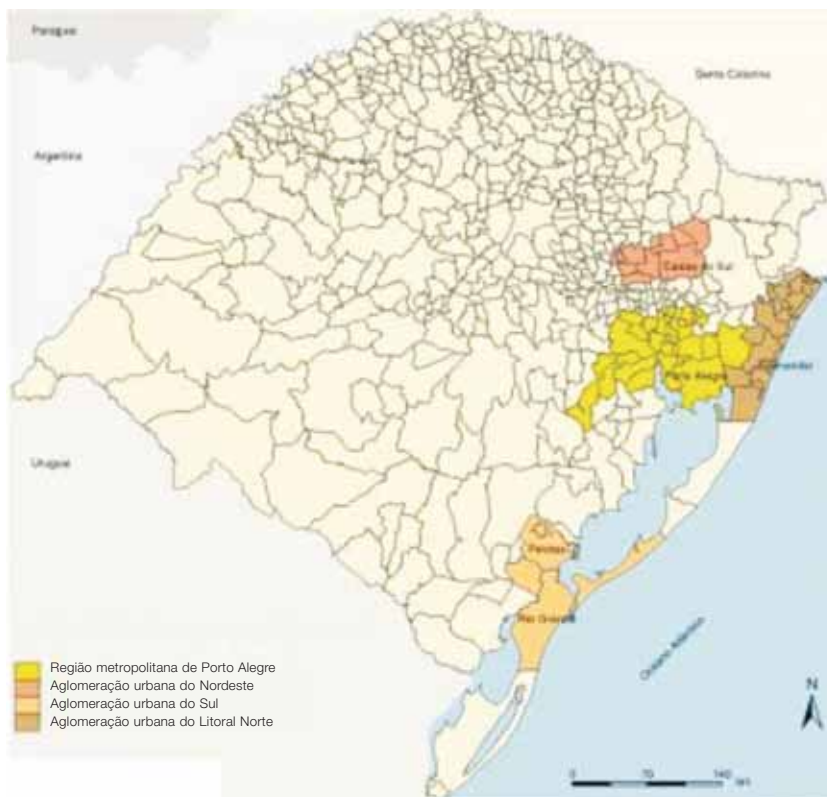 Paraguai
Santa Catarina
Argentina
Caxias do Sul
Porto Alegre
Uruguai
Pelotas
Rio Grande
Oceano Atlântico
Região metropolitana de Porto Alegre
Aglomeração urbana do Nordeste
Aglomeração urbana do Sul
Aglomeração urbana do Litoral Norte
N
0 70 140 km